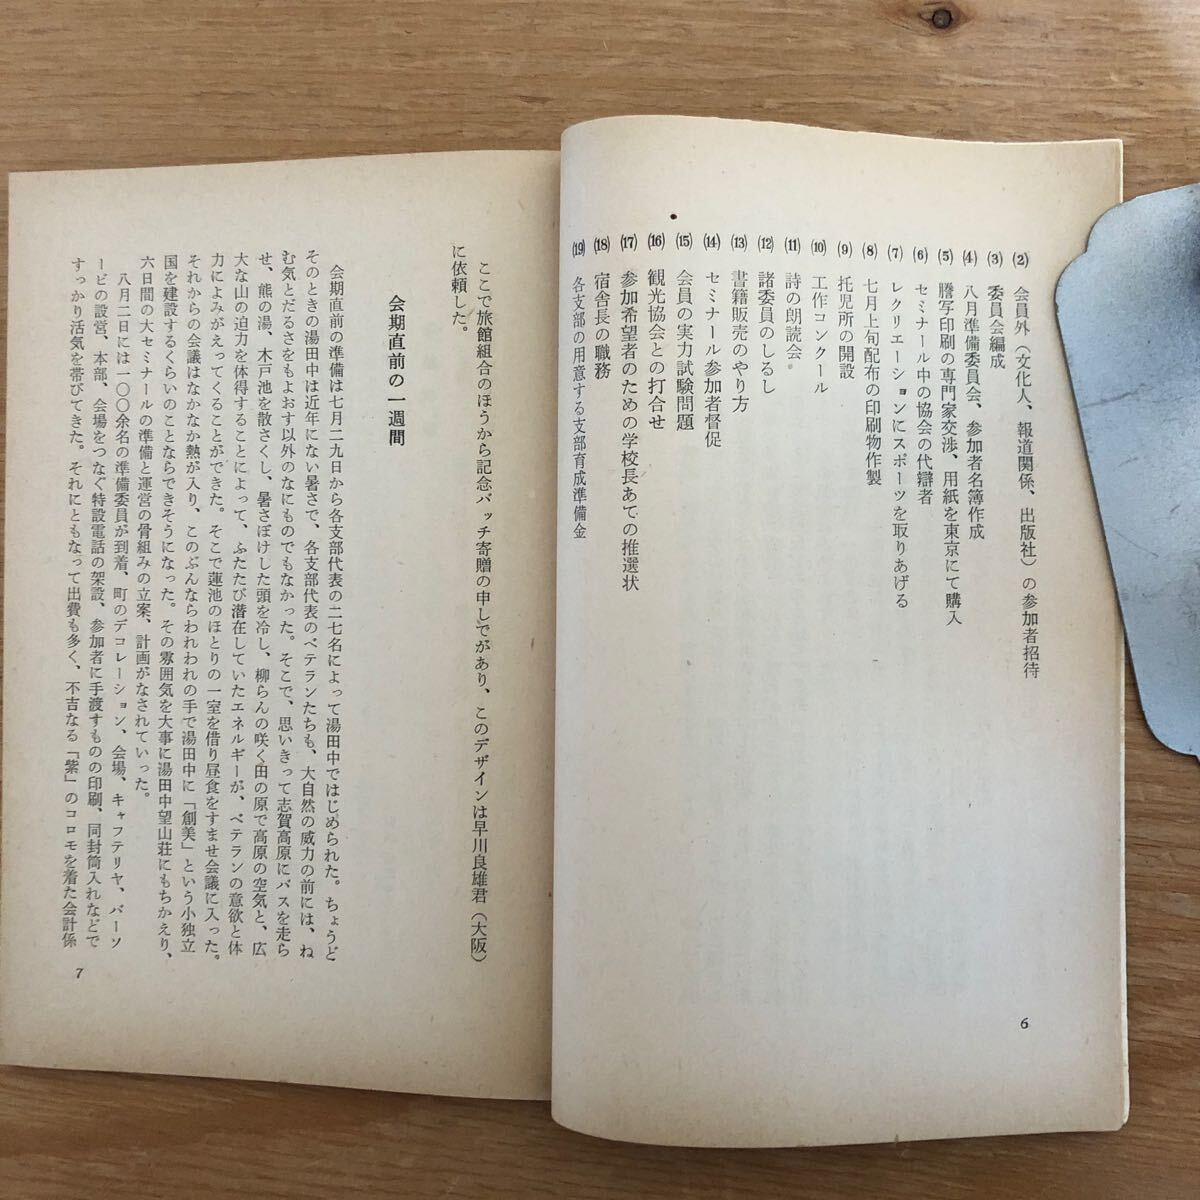 (2) 会員外(文化人、報道関係、出版社)の参加者招待
(3) 委員会編成
(4) 八月準備委員会、参加者名簿作成
(5) 謄写印刷の専門家交渉、用紙を東京にて購入
(6) セミナール中の協会の代辯者
(7) レクリエーションにスポーツを取りあげる
(8) 七月上旬配布の印刷物作製
(9) 托児所の開設
(10) 工作コンクール
(11) 詩の朗読会。
(12) 諸委員のしるし
(13) 書籍販売のやり方
(14) セミナール参加者督促
(15) 会員の実力試験問題
(16) 観光協会との打合せ
(17) 参加希望者のための学校長あての推選状
(18) 宿舎長の職務
(19) 各支部の用意する支部育成準備金
6
ここで旅館組合のほうから記念バッチ寄贈の申しでがあり、このデザインは早川良雄君(大阪)
に依頼した。
会期直前の一週間
会期直前の準備は七月二九日から各支部代表の二七名によって湯田中ではじめられた。ちょうど
そのときの湯田中は近年にない暑さで、各支部代表のベテランたちも、大自然の威力の前には、ね
む気とだるさをもよおす以外のなにものでもなかった。そこで、思いきって志賀高原にバスを走ら
せ、熊の湯、木戸池を散さくし、暑さぼけした頭を冷し、柳らんの咲く田の原で高原の空気と、広
大な山の迫力を体得することによって、ふたたび潜在していたエネルギーが、ベテランの意欲と体
力によみがえってくることができた。そこで蓮池のほとりの一室を借り昼食をすませ会議に入った。
それからの会議はなかなか熱が入り、このぶんならわれわれの手で湯田中に「創美」という小独立
国を建設するくらいのことならできそうになった。その雰囲気を大事に湯田中望山荘にもちかえり、
六日間の大セミナールの準備と運営の骨組みの立案、計画がなされていった。
八月二日には一〇〇余名の準備委員が到着、町のデコレーション、会場、キャフテリヤ、バーソ
ービの設営、本部、会場をつなぐ特設電話の架設、参加者に手渡すものの印刷、同封筒入れなどで
すっかり活気を帯びてきた。それにともなって出費も多く、不吉なる「紫」のコロモを着た会計係
7